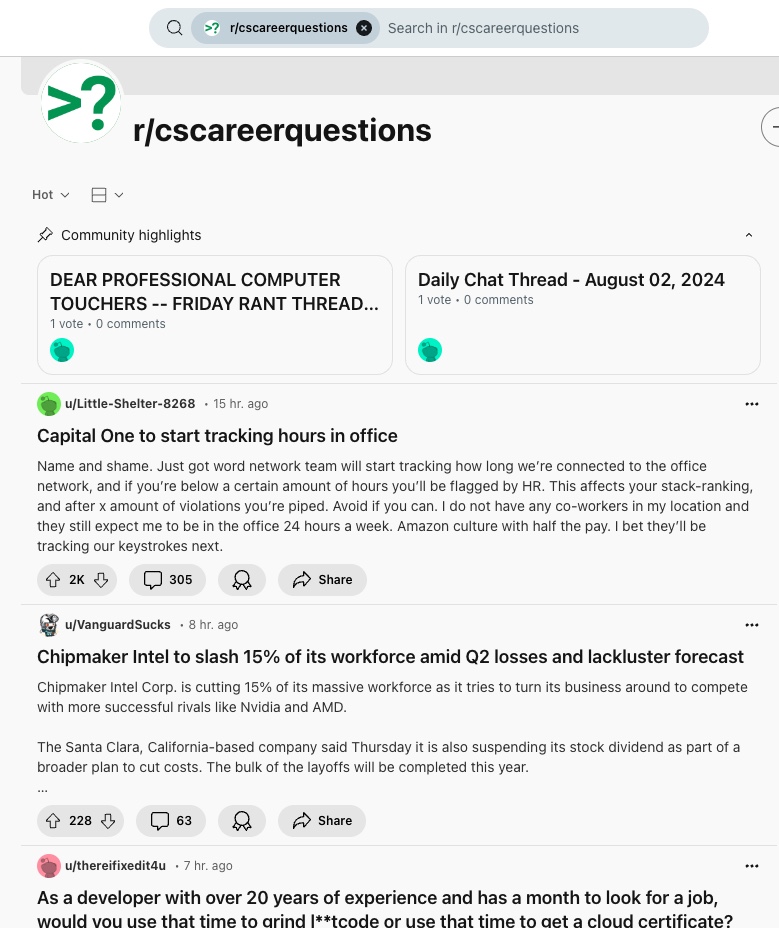 r/cscareerquestions
Search in r/cscareerquestions
>?
r/cscareerquestions
Hot
Community highlights
DEAR PROFESSIONAL COMPUTER
TOUCHERS -- FRIDAY RANT THREAD...
1 vote • 0 comments
Daily Chat Thread - August 02, 2024
1 vote • 0 comments
u/Little-Shelter-8268 • 15 hr. ago
Capital One to start tracking hours in office
Name and shame. Just got word network team will start tracking how long we’re connected to the office
network, and if you’re below a certain amount of hours you’ll be flagged by HR. This affects your stack-ranking,
and after x amount of violations you’re piped. Avoid if you can. I do not have any co-workers in my location and
they still expect me to be in the office 24 hours a week. Amazon culture with half the pay. I bet they’ll be
tracking our keystrokes next.
2K 305 Share
u/VanguardSucks • 8 hr. ago
Chipmaker Intel to slash 15% of its workforce amid Q2 losses and lackluster forecast
Chipmaker Intel Corp. is cutting 15% of its massive workforce as it tries to turn its business around to compete
with more successful rivals like Nvidia and AMD.
The Santa Clara, California-based company said Thursday it is also suspending its stock dividend as part of a
broader plan to cut costs. The bulk of the layoffs will be completed this year.
...
228 63 Share
u/thereifixedit4u • 7 hr. ago
As a developer with over 20 years of experience and has a month to look for a job,
would you use that time to grind l**tcode or use that time to get a cloud certificate?